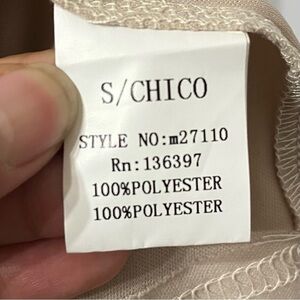 S/CHICO
STYLE NO:m27110
Rn:136397
100%POLYESTER
100%POLYESTER